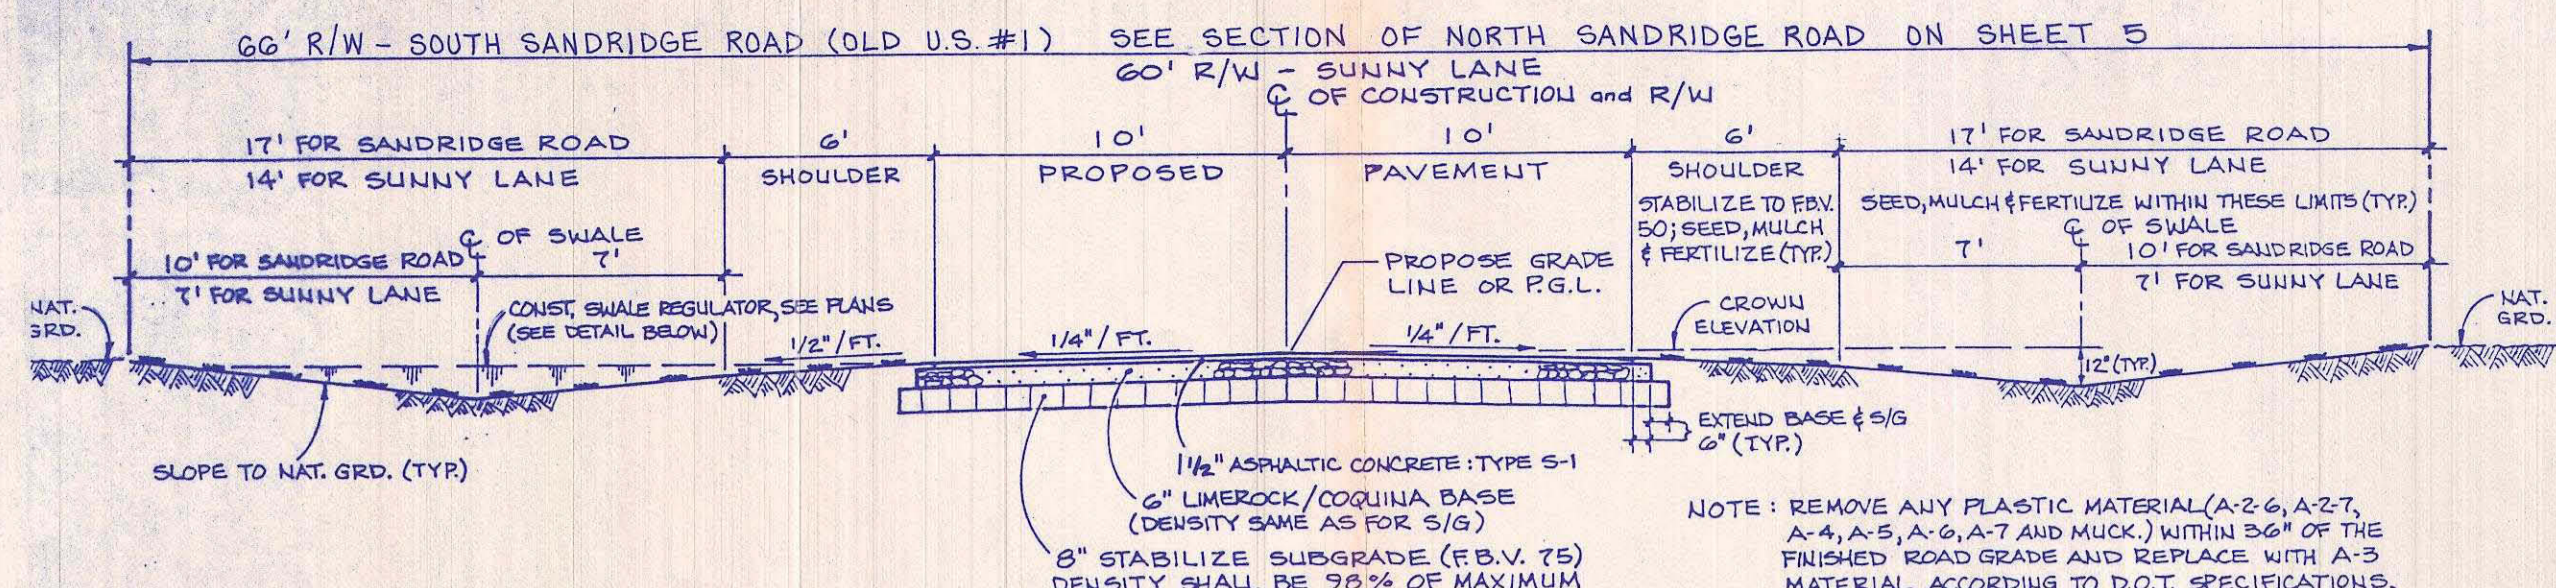 66' R/W - SOUTH SANDRIDGE ROAD (OLD U.S. #1) SEE SECTION OF NORTH SANDRIDGE ROAD ON SHEET 5
60' R/W - SUNNY LANE
℄ OF CONSTRUCTION and R/W
17' FOR SANDRIDGE ROAD 6' 10' 10' 6' 17' FOR SANDRIDGE ROAD
14' FOR SUNNY LANE SHOULDER PROPOSED PAVEMENT SHOULDER 14' FOR SUNNY LANE
STABILIZE TO F.B.V.
50; SEED, MULCH
& FERTILIZE (TYP.)
SEED, MULCH & FERTILIZE WITHIN THESE LIMITS (TYP.)
℄ OF SWALE
10' FOR SANDRIDGE ROAD 7'
7' FOR SUNNY LANE
℄ OF SWALE
7' 10' FOR SANDRIDGE ROAD
7' FOR SUNNY LANE
NAT.
GRD.
CONST. SWALE REGULATOR, SEE PLANS
(SEE DETAIL BELOW)
PROPOSE GRADE
LINE OR P.G.L.
CROWN
ELEVATION
NAT.
GRD.
1/2"/FT. 1/4"/FT. 1/4"/FT.
12" (TYP.)
SLOPE TO NAT. GRD. (TYP.)
EXTEND BASE & S/G
6" (TYP.)
1 1/2" ASPHALTIC CONCRETE: TYPE S-1
6" LIMEROCK/COQUINA BASE
(DENSITY SAME AS FOR S/G)
8" STABILIZE SUBGRADE (F.B.V. 75)
DENSITY SHALL BE 98% OF MAXIMUM
NOTE: REMOVE ANY PLASTIC MATERIAL (A-2-6, A-2-7,
A-4, A-5, A-6, A-7 AND MUCK.) WITHIN 36" OF THE
FINISHED ROAD GRADE AND REPLACE WITH A-3
MATERIAL ACCORDING TO D.O.T. SPECIFICATIONS.